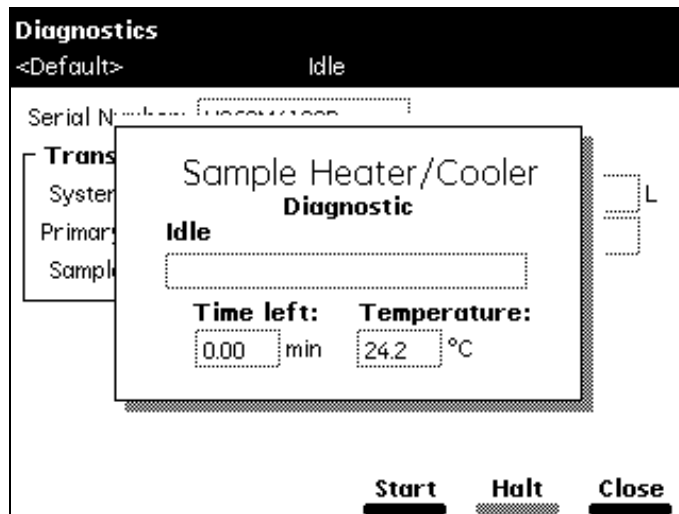 Diagnostics
<Default> Idle
Serial
Sample Heater/Cooler
Diagnostic
Idle
L
Time left: Temperature:
0.00 min 24.2 °C
Start Halt Close